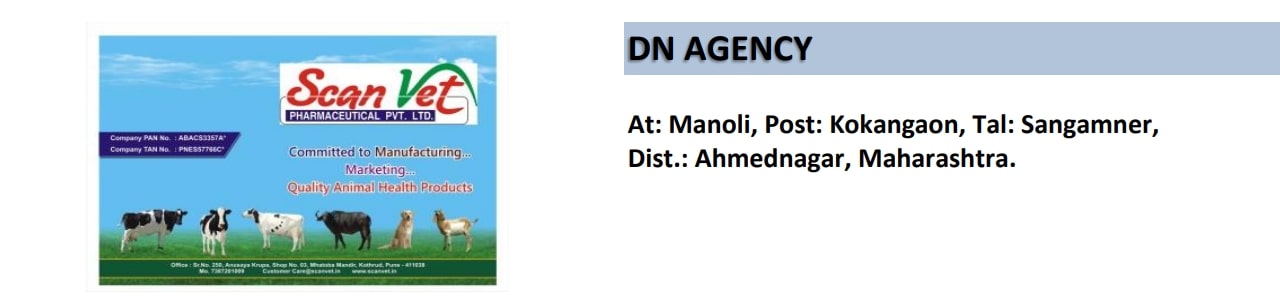 Scan Vet
PHARMACEUTICAL PVT. LTD.
Company PAN No. : ABACS3357A*
Company TAN No. : PNES57766C*
Committed to Manufacturing...
Marketing...
Quality Animal Health Products
Office : Sr.No. 259, Anusaya Krupa, Shop No. 03, Mhatoba Mandir, Kothrud, Pune - 411038
Mo. 7387281899 Customer Care@scanvet.in www.scanvet.in
DN AGENCY
At: Manoli, Post: Kokangaon, Tal: Sangamner,
Dist.: Ahmednagar, Maharashtra.